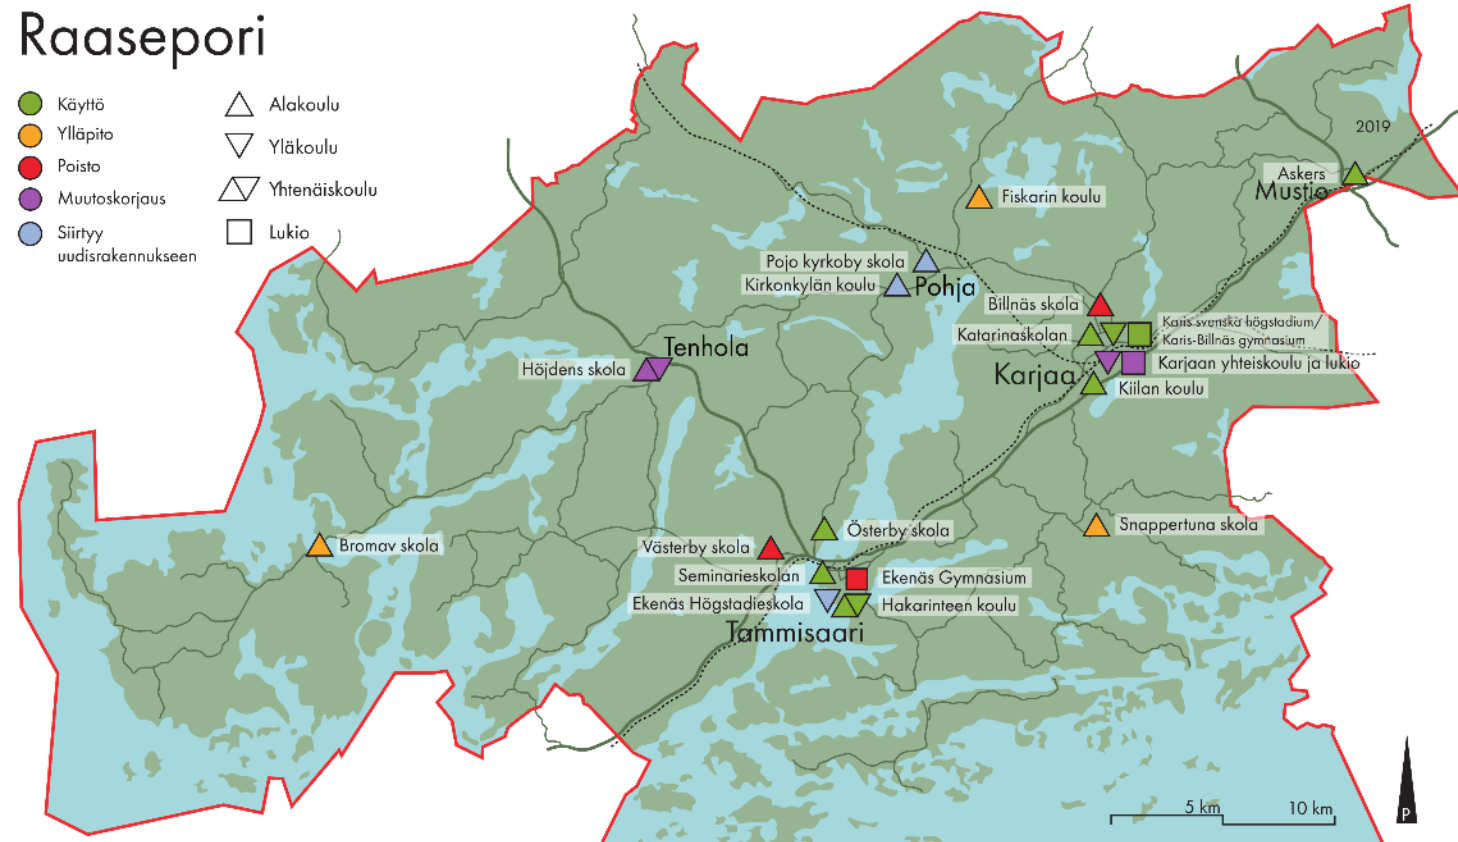 Raasepori
Käyttö
Ylläpito
Poisto
Muutoskorjaus
Siirtyy
uudisrakennukseen
Alakoulu
Yläkoulu
Yhtenäiskoulu
Lukio
2019
Askers
Mustio
Fiskarin koulu
Pojo kyrkoby skola
Kirkonkylän koulu
Pohja
Billnäs skola
Katarinaskolan
Karis svenska högstadium/
Karis-Billnäs gymnasium
Karjaan yhteiskoulu ja lukio
Karjaa
Kiilan koulu
Tenhola
Höjdens skola
Bromav skola
Västerby skola
Österby skola
Snappertuna skola
Seminarieskolan
Ekenäs Gymnasium
Ekenäs Högstadieskola
Hakarinteen koulu
Tammisaari
5 km
10 km
P